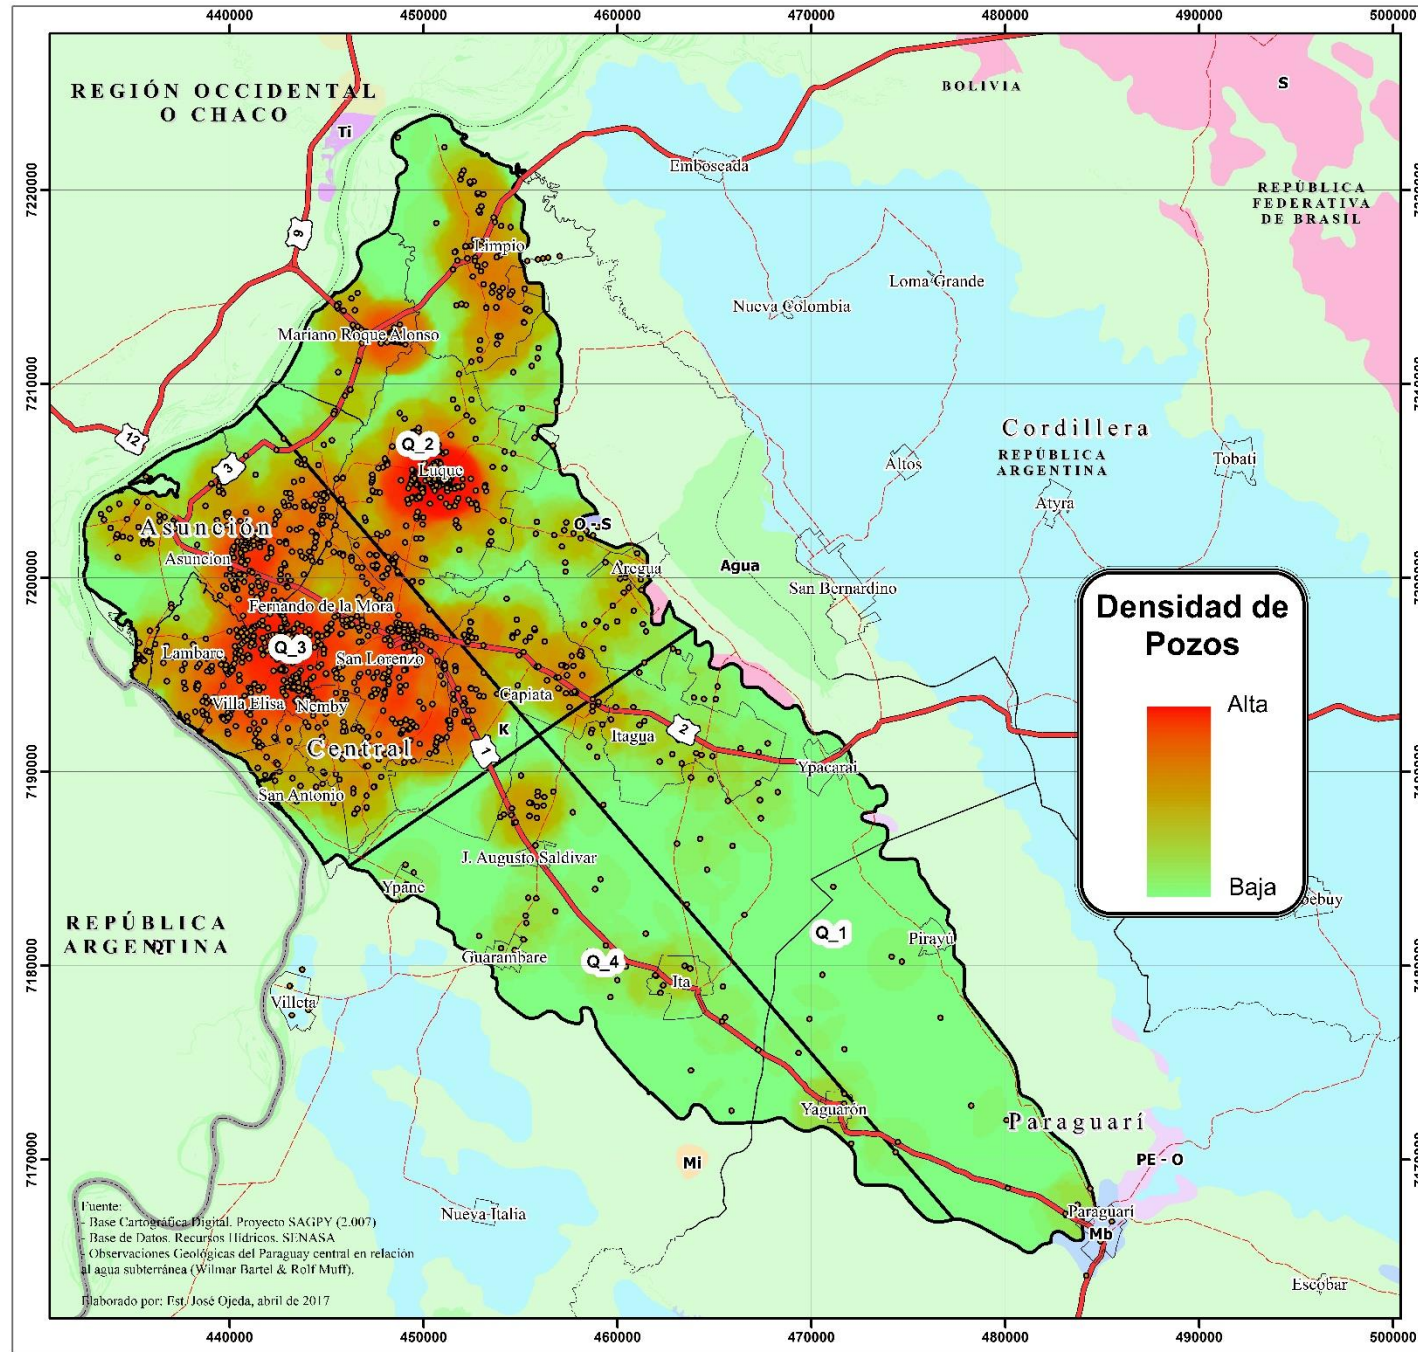 440000 450000 460000 470000 480000 490000 500000
REGIÓN OCCIDENTAL
O CHACO
Ti
BOLIVIA
S
Emboscada
7220000
REPÚBLICA
FEDERATIVA
DE BRASIL
9
Limpio
Loma Grande
Nueva Colombia
Mariano Roque Alonso
7210000
12
3
Q_2
Luque
Cordillera
REPÚBLICA
ARGENTINA
Altos
Tobati
Atyra
Asunción
O - S
Asuncion
Aregua
Agua
San Bernardino
7200000
Fernando de la Mora
Q_3
Lambare
San Lorenzo
Villa Elisa
Nemby
Capiata
K
Itagua
2
1
Central
Ypacarai
San Antonio
7190000
Densidad de
Pozos
Alta
Baja
J. Augusto Saldivar
Ypane
REPÚBLICA
ARGENTINA
Q
Q_1
Pirayú
Guarambare
Q_4
Ita
7180000
Villeta
Yaguarón
Paraguarí
Mi
PE - O
7170000
Nueva Italia
Paraguari
Mb
Escobar
Fuente:
- Base Cartográfica Digital. Proyecto SAGPY (2.007)
- Base de Datos. Recursos Hídricos. SENASA
- Observaciones Geológicas del Paraguay central en relación
al agua subterránea (Wilmar Bartel & Rolf Muff).
Elaborado por: Est. José Ojeda, abril de 2017
440000 450000 460000 470000 480000 490000 500000